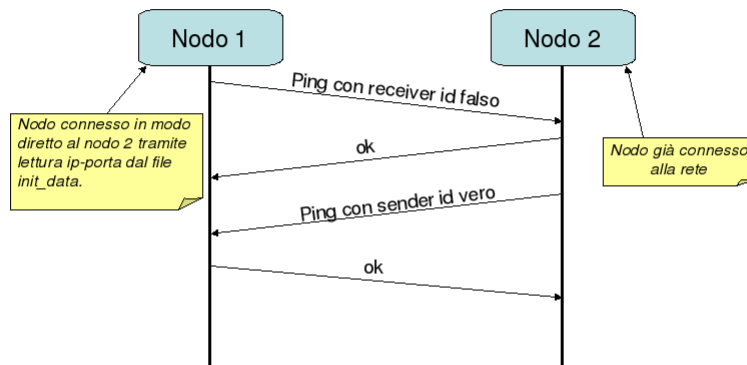 Nodo 1
Nodo 2
Ping con receiver id falso
Nodo connesso in modo
diretto al nodo 2 tramite
lettura ip-porta dal file
init_data.
ok
Nodo già connesso
alla rete
Ping con sender id vero
ok